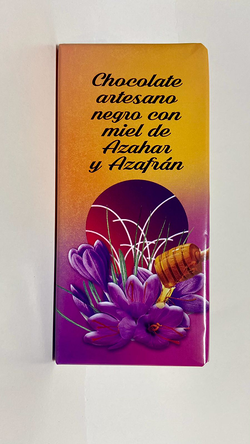 Chocolate
artesano
negro con
miel de
Azahar
y Azafrán